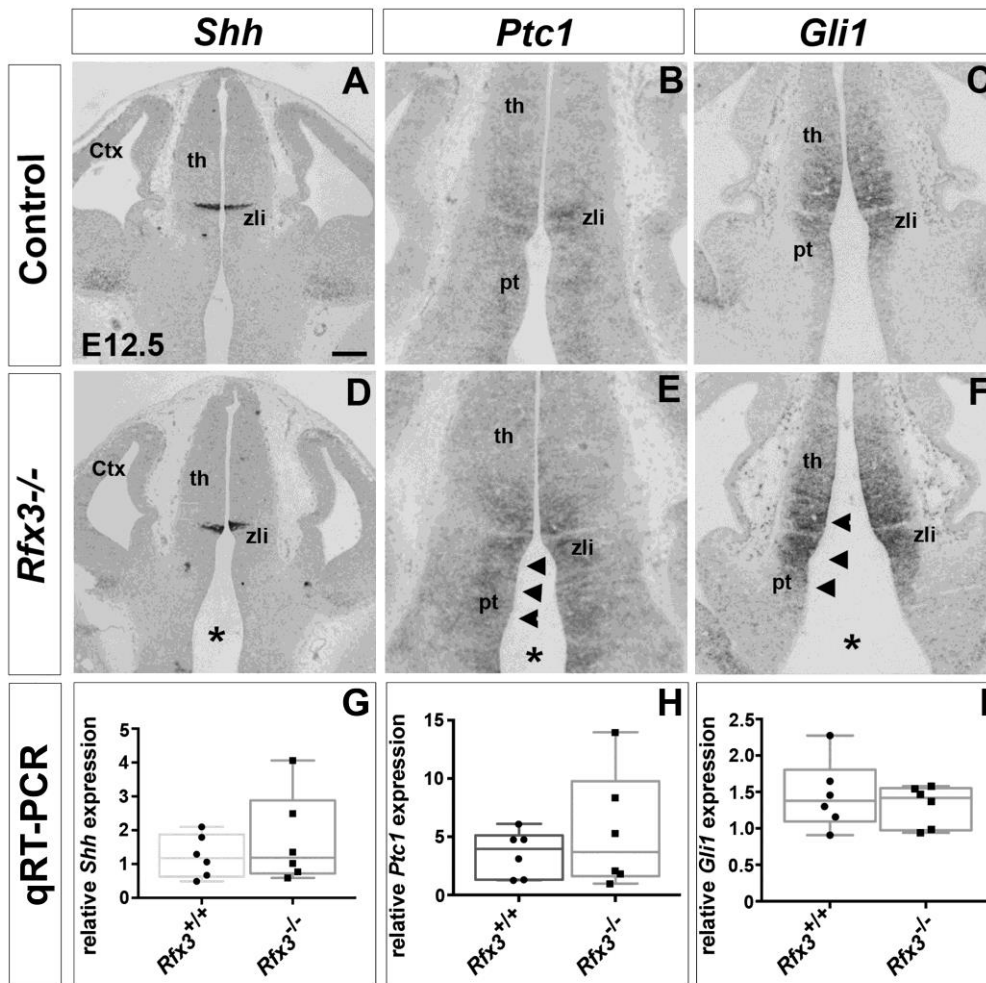 Shh
Ptc1
Gli1
Control
A
Ctx
th
zli
E12.5
B
th
zli
pt
C
th
zli
pt
Rfx3-/-
D
Ctx
th
zli
*
E
th
zli
pt
*
F
th
zli
pt
*
qRT-PCR
G
relative Shh expression
5
4
3
2
1
0
Rfx3+/+
Rfx3-/-
H
relative Ptc1 expression
15
10
5
0
Rfx3+/+
Rfx3-/-
I
relative Gli1 expression
2.5
2.0
1.5
1.0
0.5
0.0
Rfx3+/+
Rfx3-/-